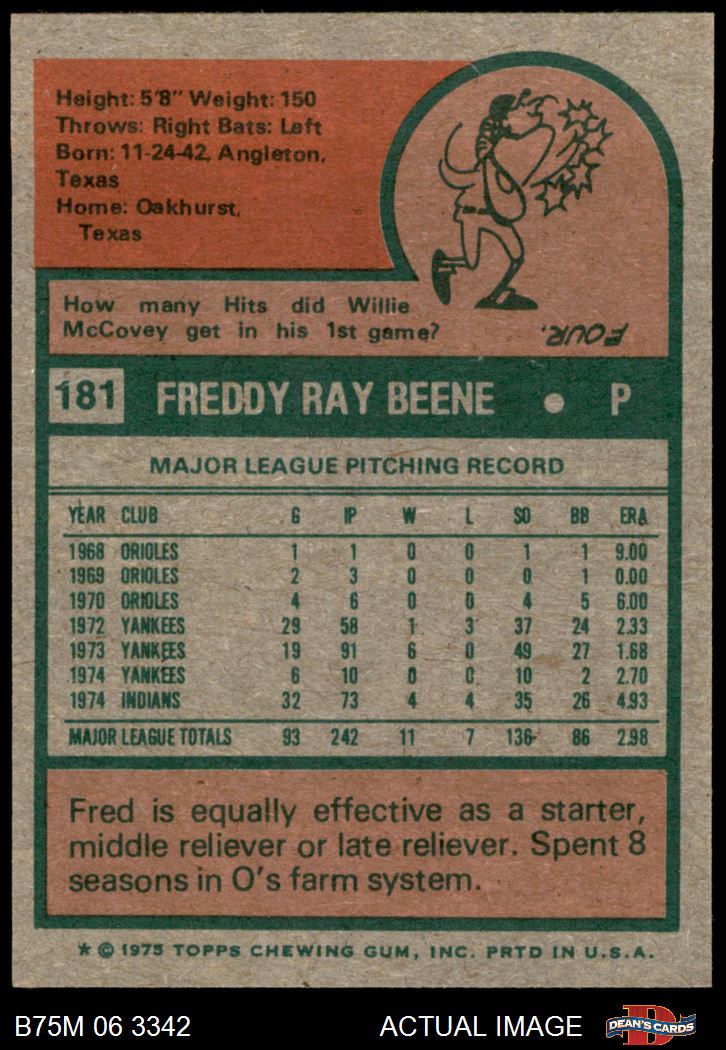 Height: 5'8" Weight: 150
Throws: Right Bats: Left
Born: 11-24-42, Angleton,
Texas
Home: Oakhurst,
Texas
How many Hits did Willie
McCovey get in his 1st game?
FOUR.
181 FREDDY RAY BEENE • P
MAJOR LEAGUE PITCHING RECORD
YEAR CLUB G IP W L SO BB ERA
1968 ORIOLES 1 1 0 0 1 1 9.00
1969 ORIOLES 2 3 0 0 0 1 0.00
1970 ORIOLES 4 6 0 0 4 5 6.00
1972 YANKEES 29 58 1 3 37 24 2.33
1973 YANKEES 19 91 6 0 49 27 1.68
1974 YANKEES 6 10 0 0 10 2 2.70
1974 INDIANS 32 73 4 4 35 26 4.93
MAJOR LEAGUE TOTALS 93 242 11 7 136 86 2.98
Fred is equally effective as a starter,
middle reliever or late reliever. Spent 8
seasons in O's farm system.
* © 1975 TOPPS CHEWING GUM, INC. PRTD IN U.S.A.
B75M 06 3342 ACTUAL IMAGE DEAN'S CARDS